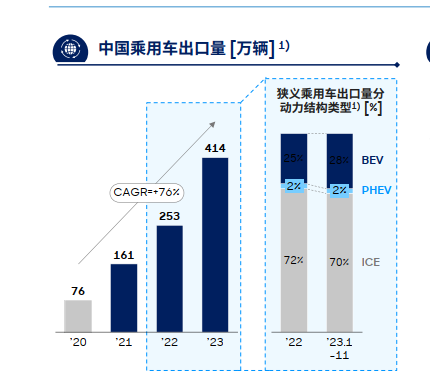 中国乘用车出口量 [万辆] 1)
狭义乘用车出口量分
动力结构类型1) [%]
414
CAGR=+76%
253
161
76
'20
'21
'22
'23
25%
28%
BEV
2%
2%
PHEV
72%
70%
ICE
'22
'23.1
-11